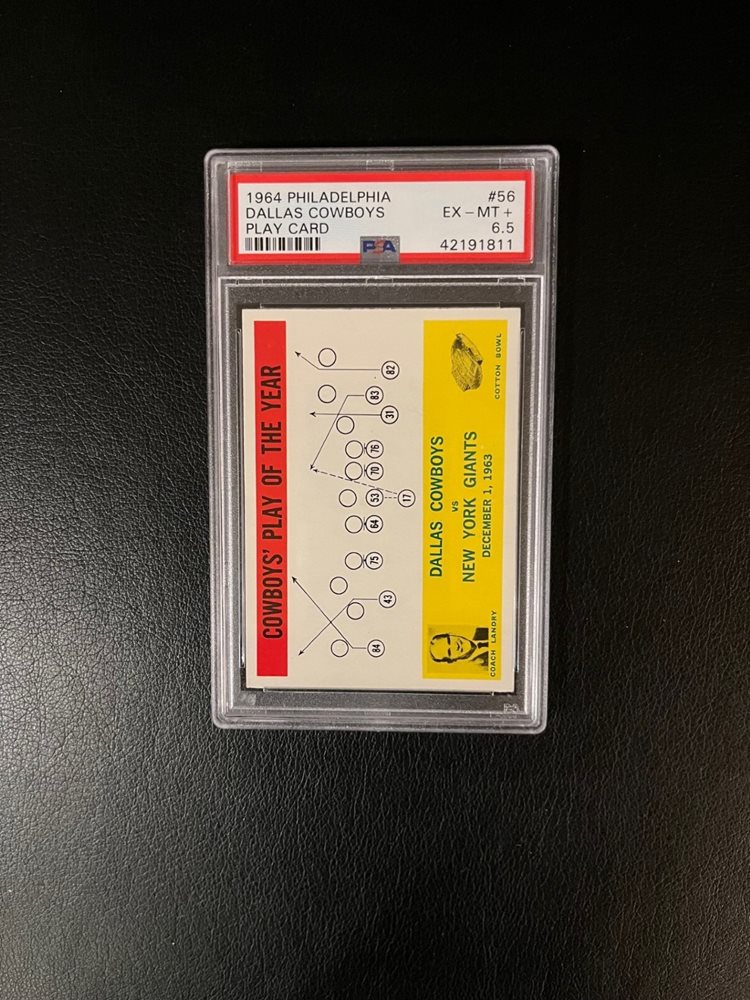 1964 PHILADELPHIA #56
DALLAS COWBOYS EX - MT +
PLAY CARD 6.5
PSA 42191811
COWBOYS' PLAY OF THE YEAR
84 43 75 64 53 70 76 31 83 82
17
DALLAS COWBOYS
vs
NEW YORK GIANTS
DECEMBER 1, 1963
COACH LANDRY
COTTON BOWL